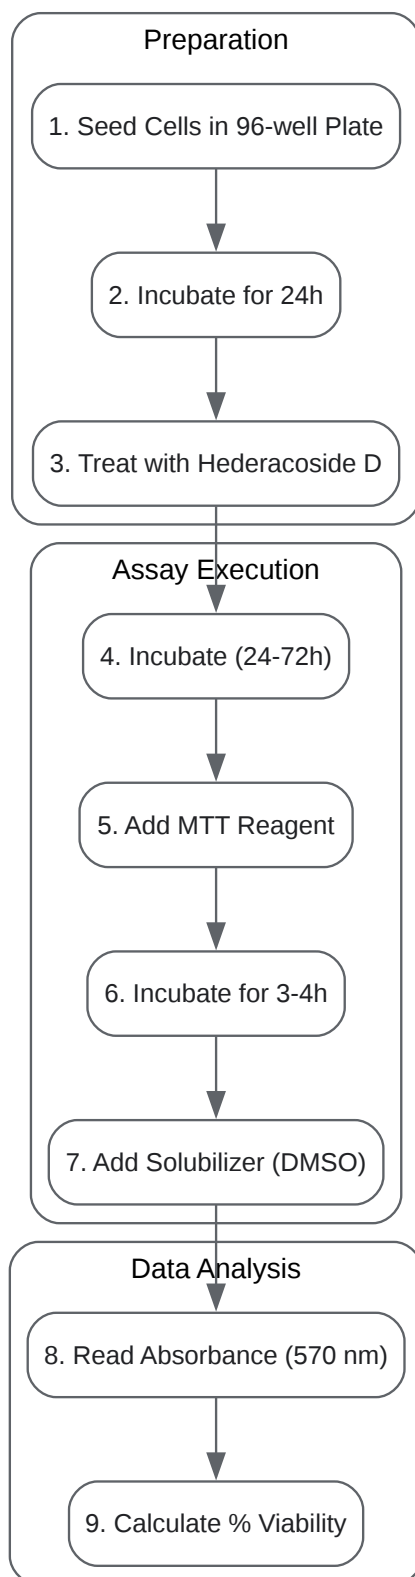 Preparation
1. Seed Cells in 96-well Plate
2. Incubate for 24h
3. Treat with Hederacoside D
Assay Execution
4. Incubate (24-72h)
5. Add MTT Reagent
6. Incubate for 3-4h
7. Add Solubilizer (DMSO)
Data Analysis
8. Read Absorbance (570 nm)
9. Calculate % Viability